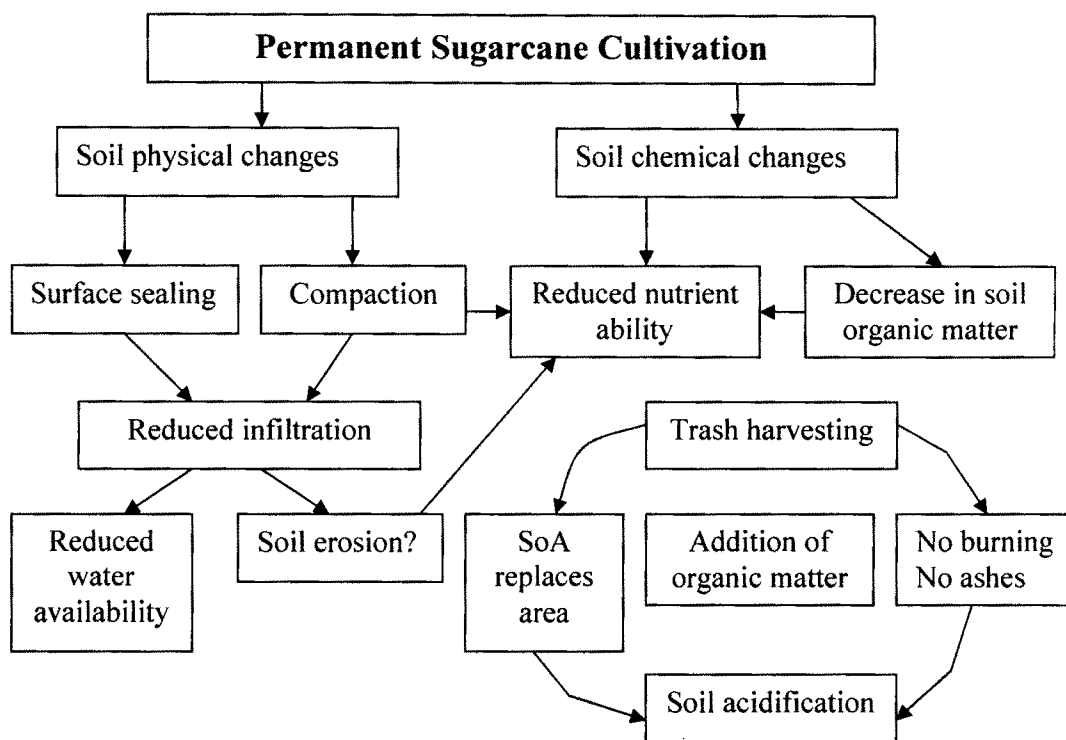 Permanent Sugarcane Cultivation
Soil physical changes
Soil chemical changes
Surface sealing
Compaction
Reduced nutrient
ability
Decrease in soil
organic matter
Reduced infiltration
Trash harvesting
Reduced
water
availability
Soil erosion?
SoA
replaces
area
Addition of
organic matter
No burning
No ashes
Soil acidification